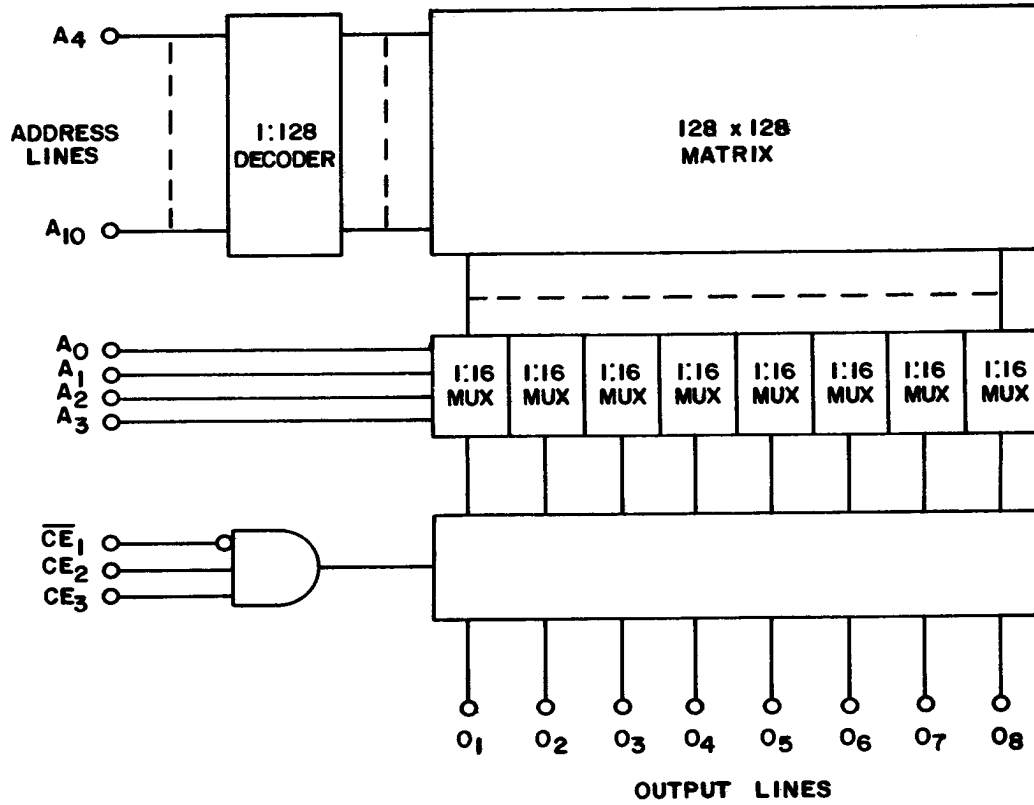 A4
ADDRESS
LINES
A10
1:128
DECODER
128 x 128
MATRIX
A0
A1
A2
A3
1:16
MUX
1:16
MUX
1:16
MUX
1:16
MUX
1:16
MUX
1:16
MUX
1:16
MUX
1:16
MUX
C̅E̅1
CE2
CE3
O1
O2
O3
O4
O5
O6
O7
O8
OUTPUT LINES